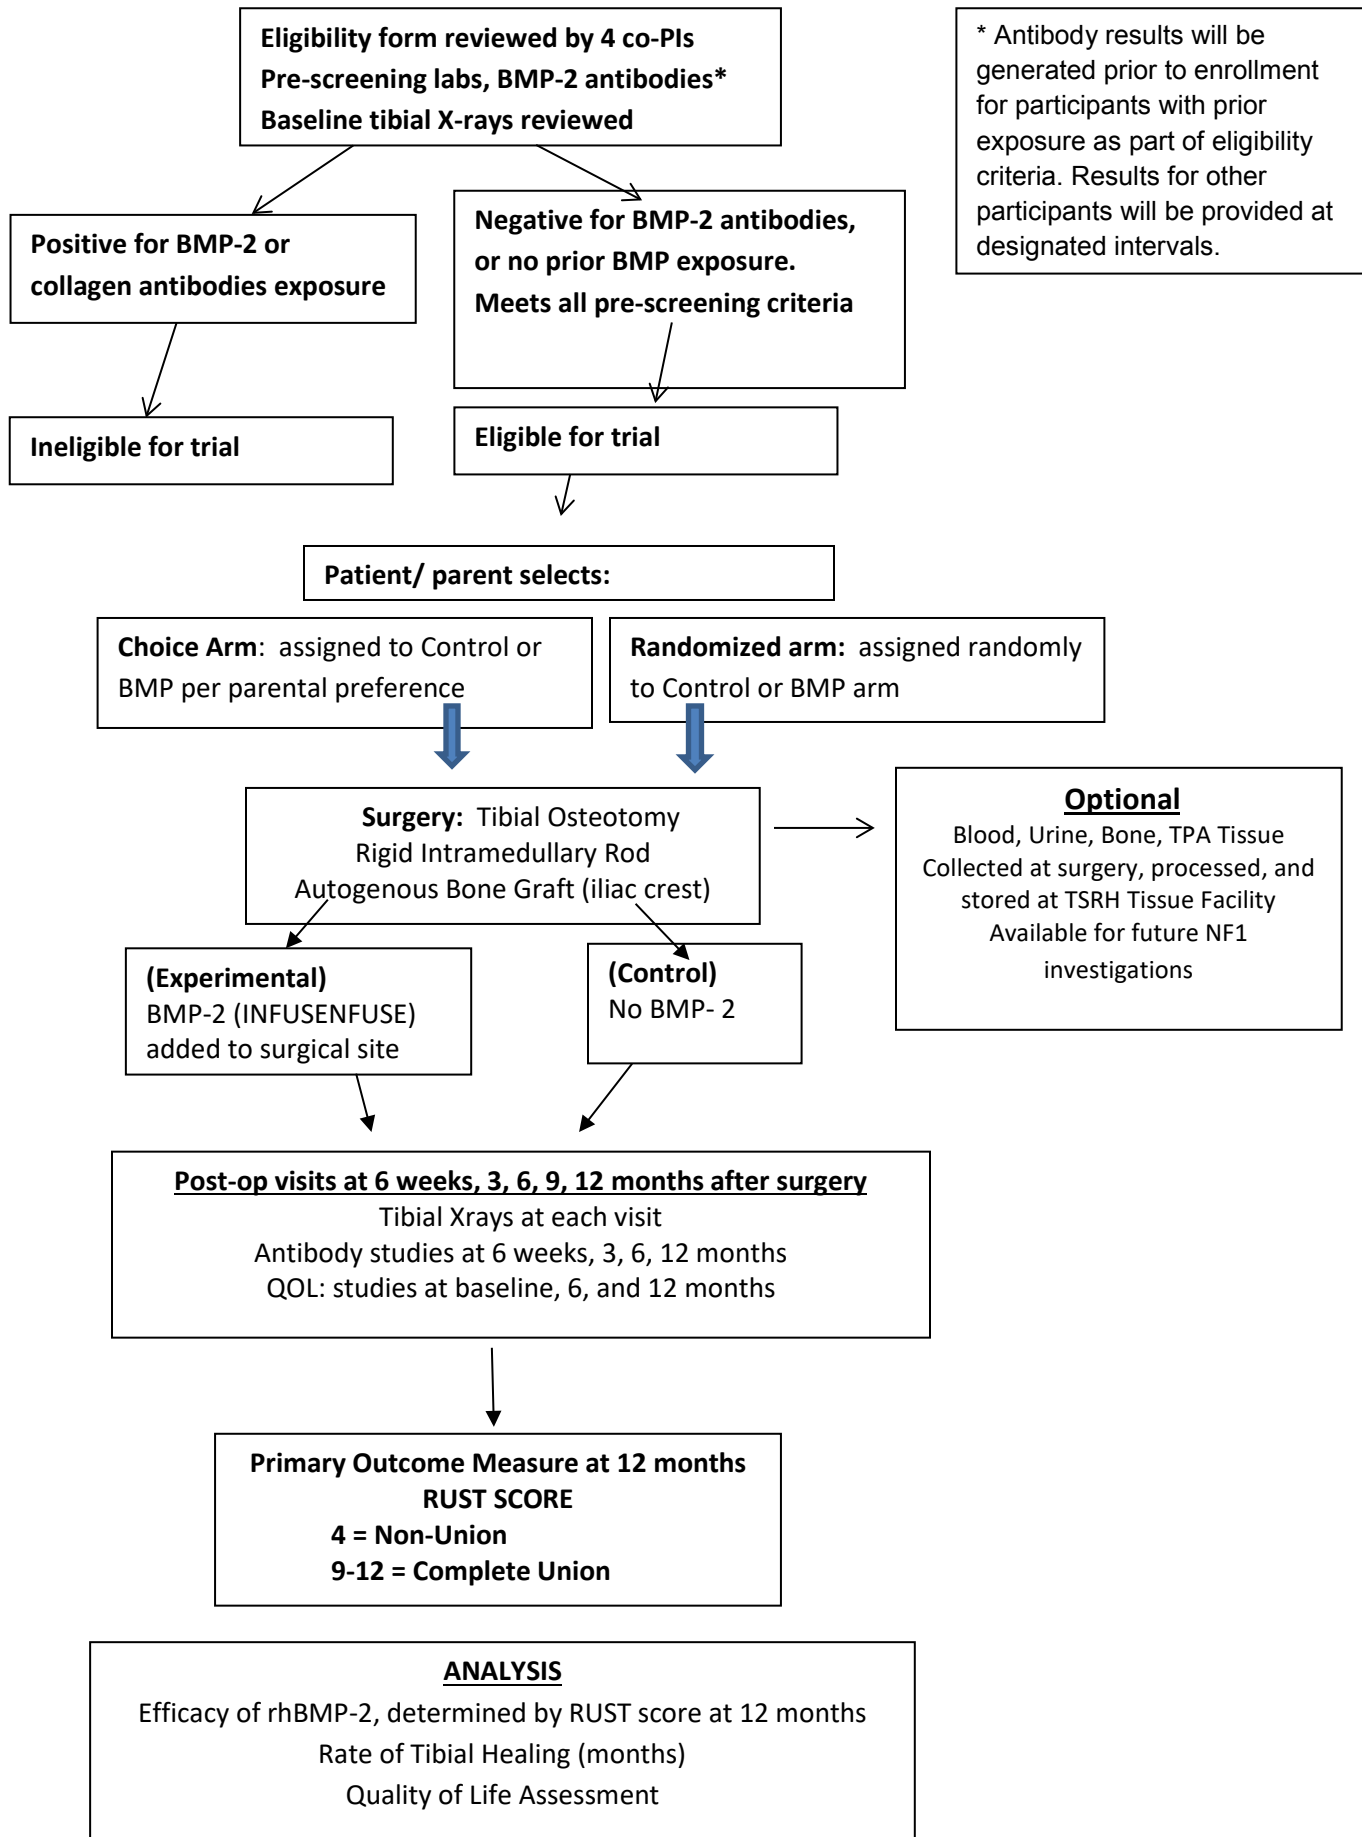 Eligibility form reviewed by 4 co-PIs
Pre-screening labs, BMP-2 antibodies*
Baseline tibial X-rays reviewed
* Antibody results will be
generated prior to enrollment
for participants with prior
exposure as part of eligibility
criteria. Results for other
participants will be provided at
designated intervals.
Positive for BMP-2 or
collagen antibodies exposure
Negative for BMP-2 antibodies,
or no prior BMP exposure.
Meets all pre-screening criteria
Ineligible for trial
Eligible for trial
Patient/ parent selects:
Choice Arm: assigned to Control or
BMP per parental preference
Randomized arm: assigned randomly
to Control or BMP arm
Surgery: Tibial Osteotomy
Rigid Intramedullary Rod
Autogenous Bone Graft (iliac crest)
Optional
Blood, Urine, Bone, TPA Tissue
Collected at surgery, processed, and
stored at TSRH Tissue Facility
Available for future NF1
investigations
(Experimental)
BMP-2 (INFUSENFUSE)
added to surgical site
(Control)
No BMP- 2
Post-op visits at 6 weeks, 3, 6, 9, 12 months after surgery
Tibial Xrays at each visit
Antibody studies at 6 weeks, 3, 6, 12 months
QOL: studies at baseline, 6, and 12 months
Primary Outcome Measure at 12 months
RUST SCORE
4 = Non-Union
9-12 = Complete Union
ANALYSIS
Efficacy of rhBMP-2, determined by RUST score at 12 months
Rate of Tibial Healing (months)
Quality of Life Assessment